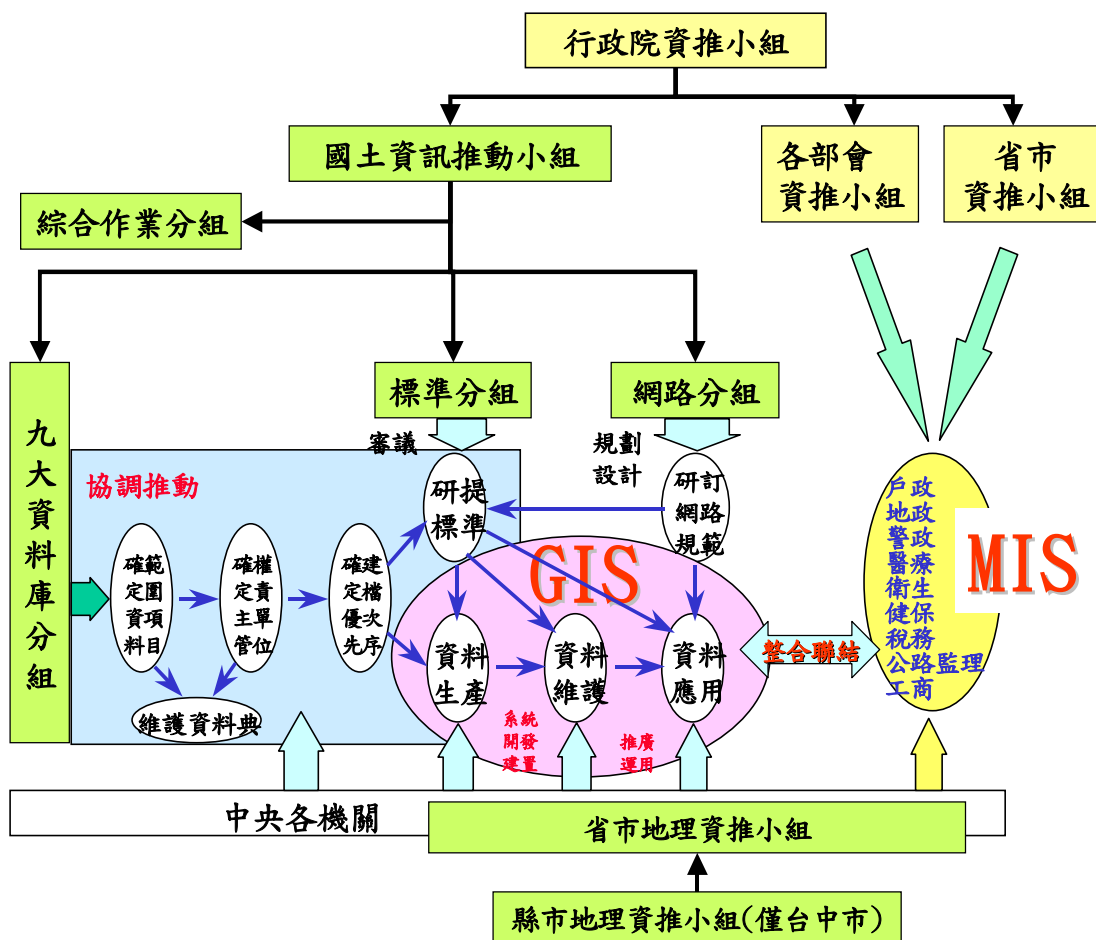 行政院資推小組
國土資訊推動小組
各部會
資推小組
省市
資推小組
綜合作業分組
九大資料庫分組
標準分組
網路分組
審議
規劃
設計
協調推動
研提
標準
研訂
網路
規範
GIS
確定資料
範圍項目
確定主管
權責單位
確定優先
建檔次序
維護資料典
資料
生產
資料
維護
資料
應用
系統
開發
建置
推廣
運用
整合聯結
戶政
地政
警政
醫療
衛生
健保
稅務
公路監理
工商
MIS
中央各機關
省市地理資推小組
縣市地理資推小組(僅台中市)